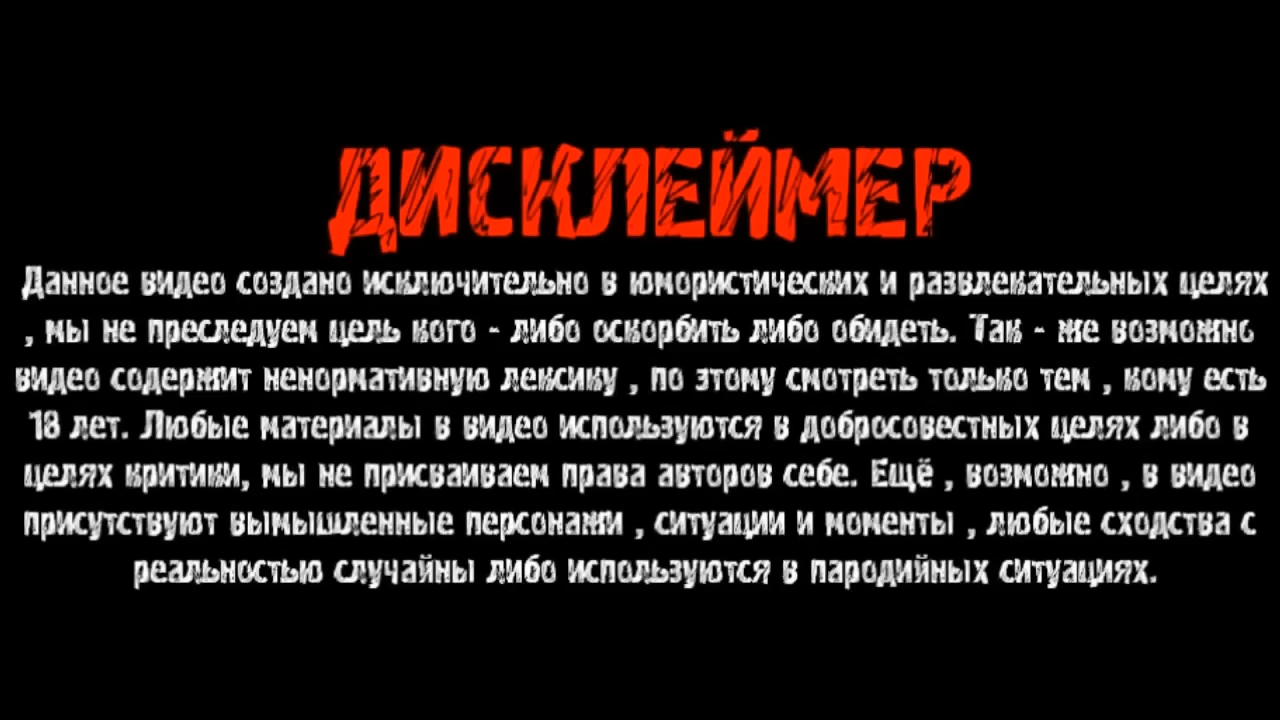 ДИСКЛЕЙМЕР
Данное видео создано исключительно в юмористических и развлекательных целях
, мы не преследуем цель кого - либо оскорбить либо обидеть. Так - же возможно
видео содержит ненормативную лексику , по этому смотреть только тем , кому есть
18 лет. Любые материалы в видео используются в добросовестных целях либо в
целях критики, мы не присваиваем права авторов себе. Ещё , возможно , в видео
присутствуют вымышленные персонажи , ситуации и моменты , любые сходства с
реальностью случайны либо используются в пародийных ситуациях.